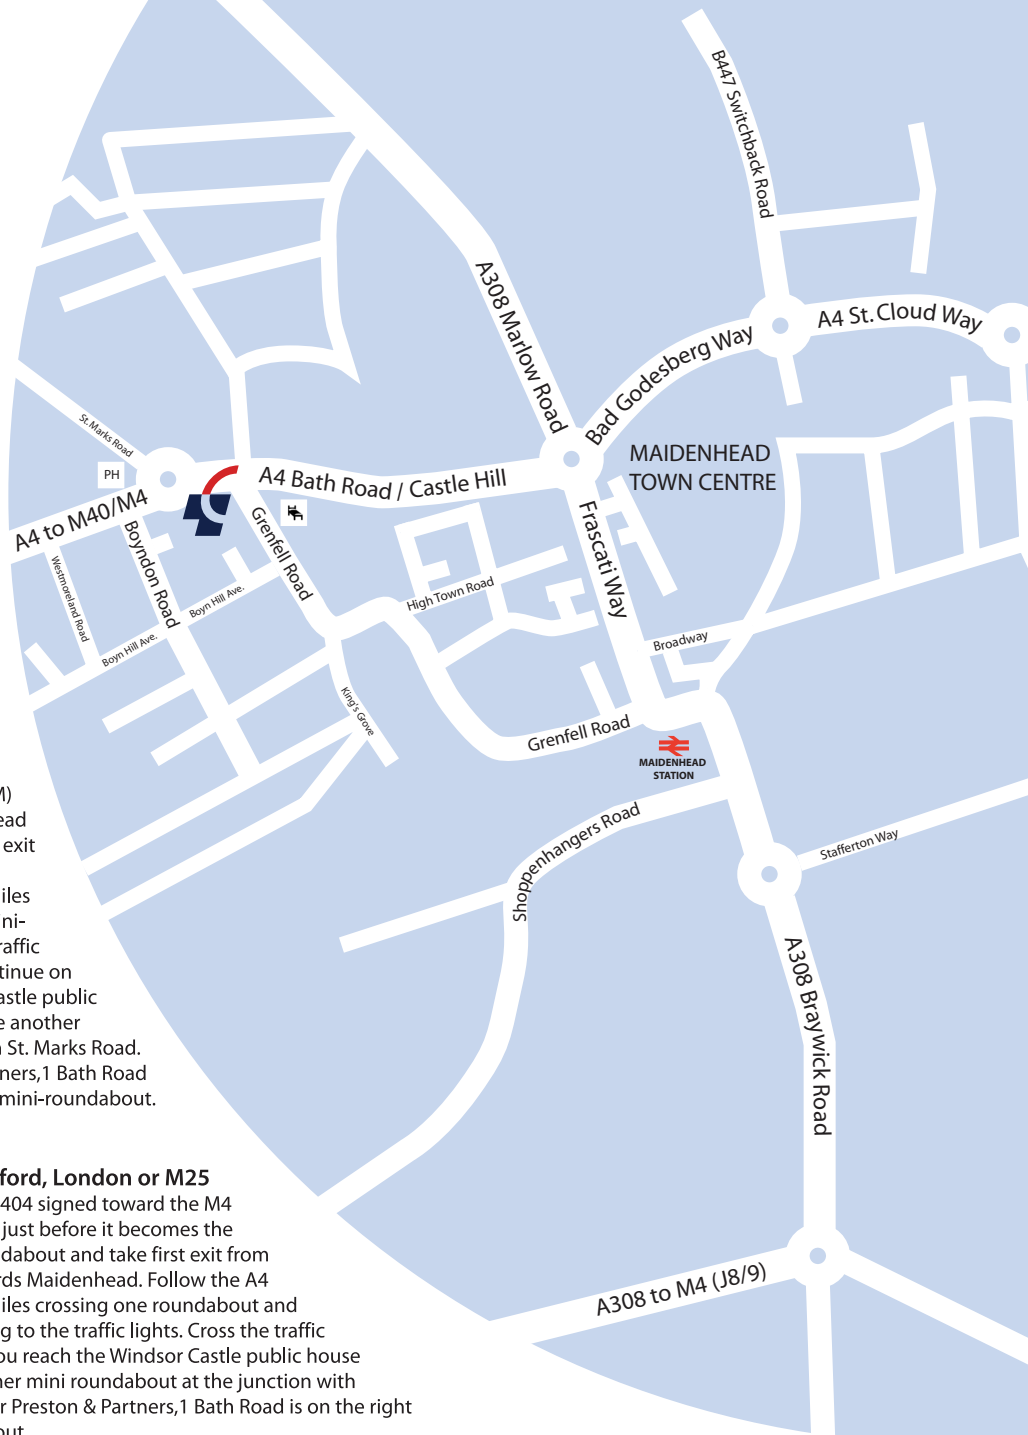 B447 Switchback Road
A308 Marlow Road
A4 St. Cloud Way
Bad Godesberg Way
St. Marks Road
PH
MAIDENHEAD
TOWN CENTRE
A4 Bath Road / Castle Hill
A4 to M40/M4
Boyndon Road
Grenfell Road
Frascati Way
Westmoreland Road
High Town Road
Boyn Hill Ave.
Boyn Hill Ave.
Broadway
King's Grove
Grenfell Road
MAIDENHEAD
STATION
Shoppenhangers Road
Stafferton Way
A308 Braywick Road
A308 to M4 (J8/9)
M)
ead
exit
iles
ni-
raffic
tinue on
astle public
e another
St. Marks Road.
ners,1 Bath Road
mini-roundabout.
ford, London or M25
404 signed toward the M4
just before it becomes the
dabout and take first exit from
rds Maidenhead. Follow the A4
iles crossing one roundabout and
g to the traffic lights. Cross the traffic
ou reach the Windsor Castle public house
her mini roundabout at the junction with
r Preston & Partners,1 Bath Road is on the right
out